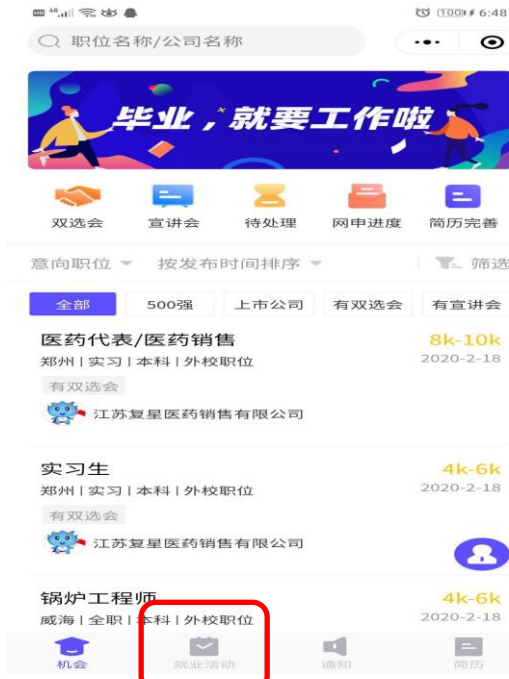 46 100 6:48
职位名称/公司名称
毕业，就要工作啦
双选会 宣讲会 待处理 网申进度 简历完善
意向职位 按发布时间排序 筛选
全部 500强 上市公司 有双选会 有宣讲会
医药代表/医药销售 8k-10k
郑州 | 实习 | 本科 | 外校职位 2020-2-18
有双选会
江苏复星医药销售有限公司
实习生 4k-6k
郑州 | 实习 | 本科 | 外校职位 2020-2-18
有双选会
江苏复星医药销售有限公司
锅炉工程师 4k-6k
威海 | 全职 | 本科 | 外校职位 2020-2-18
机会 就业活动 通知 简历